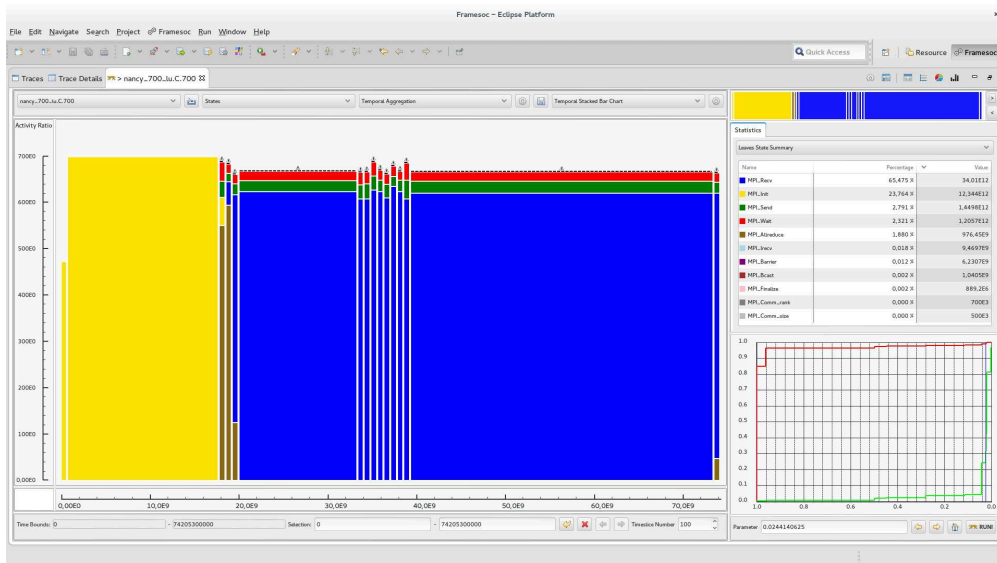 Framesoc – Eclipse Platform
File Edit Navigate Search Project Framesoc Run Window Help
Quick Access Resource Framesoc
Traces Trace Details > nancy_700_lu.C.700
nancy_700_lu.C.700 States Temporal Aggregation Temporal Stacked Bar Chart
Activity Ratio
700E0
600E0
500E0
400E0
300E0
200E0
100E0
0,00E0
0,00E0 10,0E9 20,0E9 30,0E9 40,0E9 50,0E9 60,0E9 70,0E9
Time Bounds: 0 - 74205300000 Selection: 0 - 74205300000 Timeslice Number 100
Statistics
Leaves State Summary
Name Percentage Value
MPI_Recv 65,475 % 34,01E12
MPI_Init 23,764 % 12,344E12
MPI_Send 2,791 % 1,4498E12
MPI_Wait 2,321 % 1,2057E12
MPI_Allreduce 1,880 % 976,45E9
MPI_Irecv 0,018 % 9,4697E9
MPI_Barrier 0,012 % 6,2307E9
MPI_Bcast 0,002 % 1,0405E9
MPI_Finalize 0,002 % 889,2E6
MPI_Comm_rank 0,000 % 700E3
MPI_Comm_size 0,000 % 500E3
1.0
0.9
0.8
0.7
0.6
0.5
0.4
0.3
0.2
0.1
0.0
1.0 0.8 0.6 0.4 0.2 0.0
Parameter 0.0244140625 RUN!